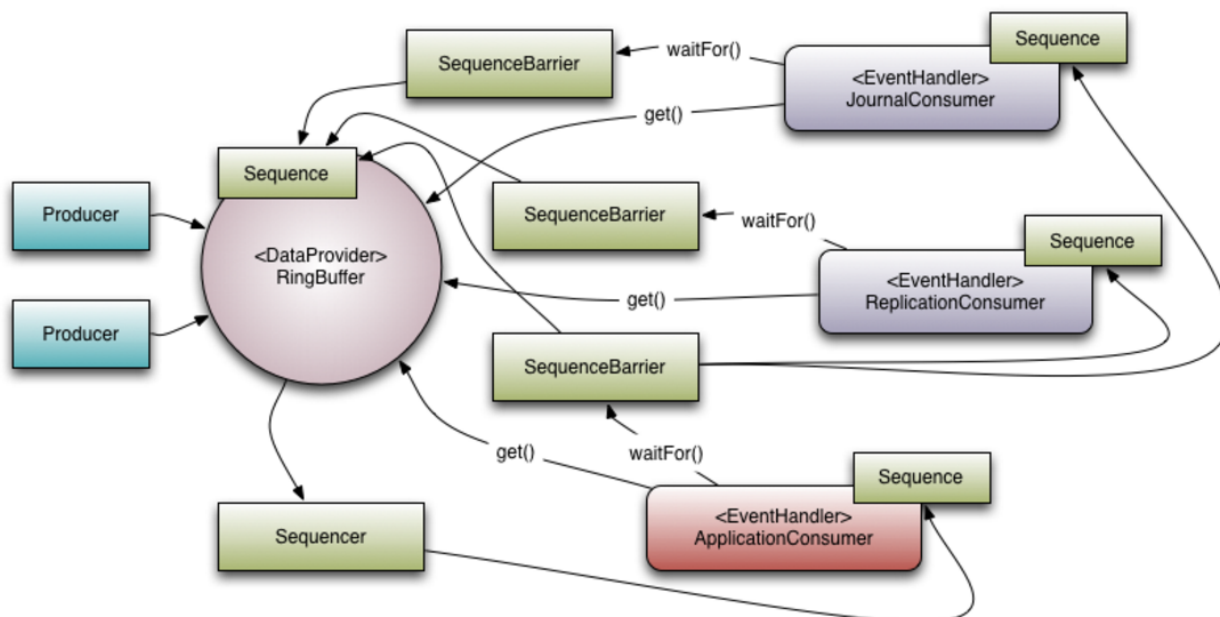 Sequence
SequenceBarrier
waitFor()
<EventHandler>
JournalConsumer
get()
Sequence
Producer
SequenceBarrier
waitFor()
Sequence
<DataProvider>
RingBuffer
<EventHandler>
ReplicationConsumer
get()
Producer
SequenceBarrier
get()
waitFor()
Sequence
<EventHandler>
ApplicationConsumer
Sequencer